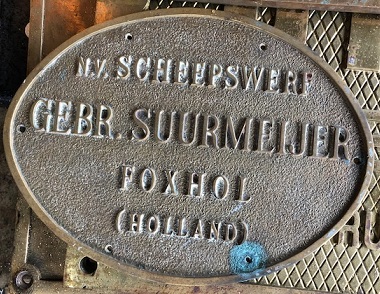 N.V. SCHEEPSWERF
GEBR. SUURMEIJER
FOXHOL
(HOLLAND)